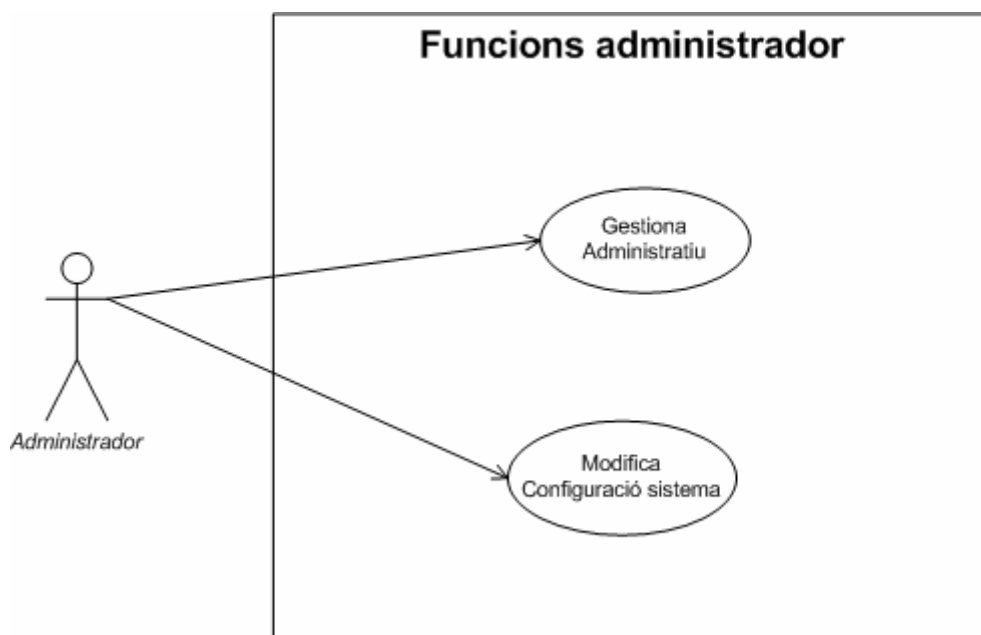 Funcions administrador
Gestiona
Administratiu
Administrador
Modifica
Configuració sistema